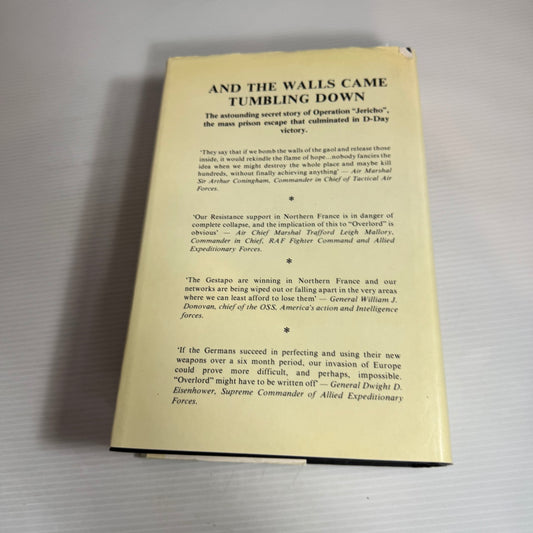 AND THE WALLS CAME
TUMBLING DOWN
The astounding secret story of Operation "Jericho",
the mass prison escape that culminated in D-Day
victory.
'They say that if we bomb the walls of the gaol and release those
inside, it would rekindle the flame of hope...nobody fancies the
idea when we might destroy the whole place and maybe kill
hundreds, without finally achieving anything' — Air Marshal
Sir Arthur Coningham, Commander in Chief of Tactical Air
Forces.
*
'Our Resistance support in Northern France is in danger of
complete collapse, and the implication of this to "Overlord" is
obvious' — Air Chief Marshal Trafford Leigh Mallory,
Commander in Chief, RAF Fighter Command and Allied
Expeditionary Forces.
*
'The Gestapo are winning in Northern France and our
networks are being wiped out or falling apart in the very areas
where we can least afford to lose them' — General William J.
Donovan, chief of the OSS, America's action and Intelligence
forces.
*
'If the Germans succeed in perfecting and using their new
weapons over a six month period, our invasion of Europe
could prove more difficult, and perhaps, impossible.
"Overlord" might have to be written off' — General Dwight D.
Eisenhower, Supreme Commander of Allied Expeditionary
Forces.